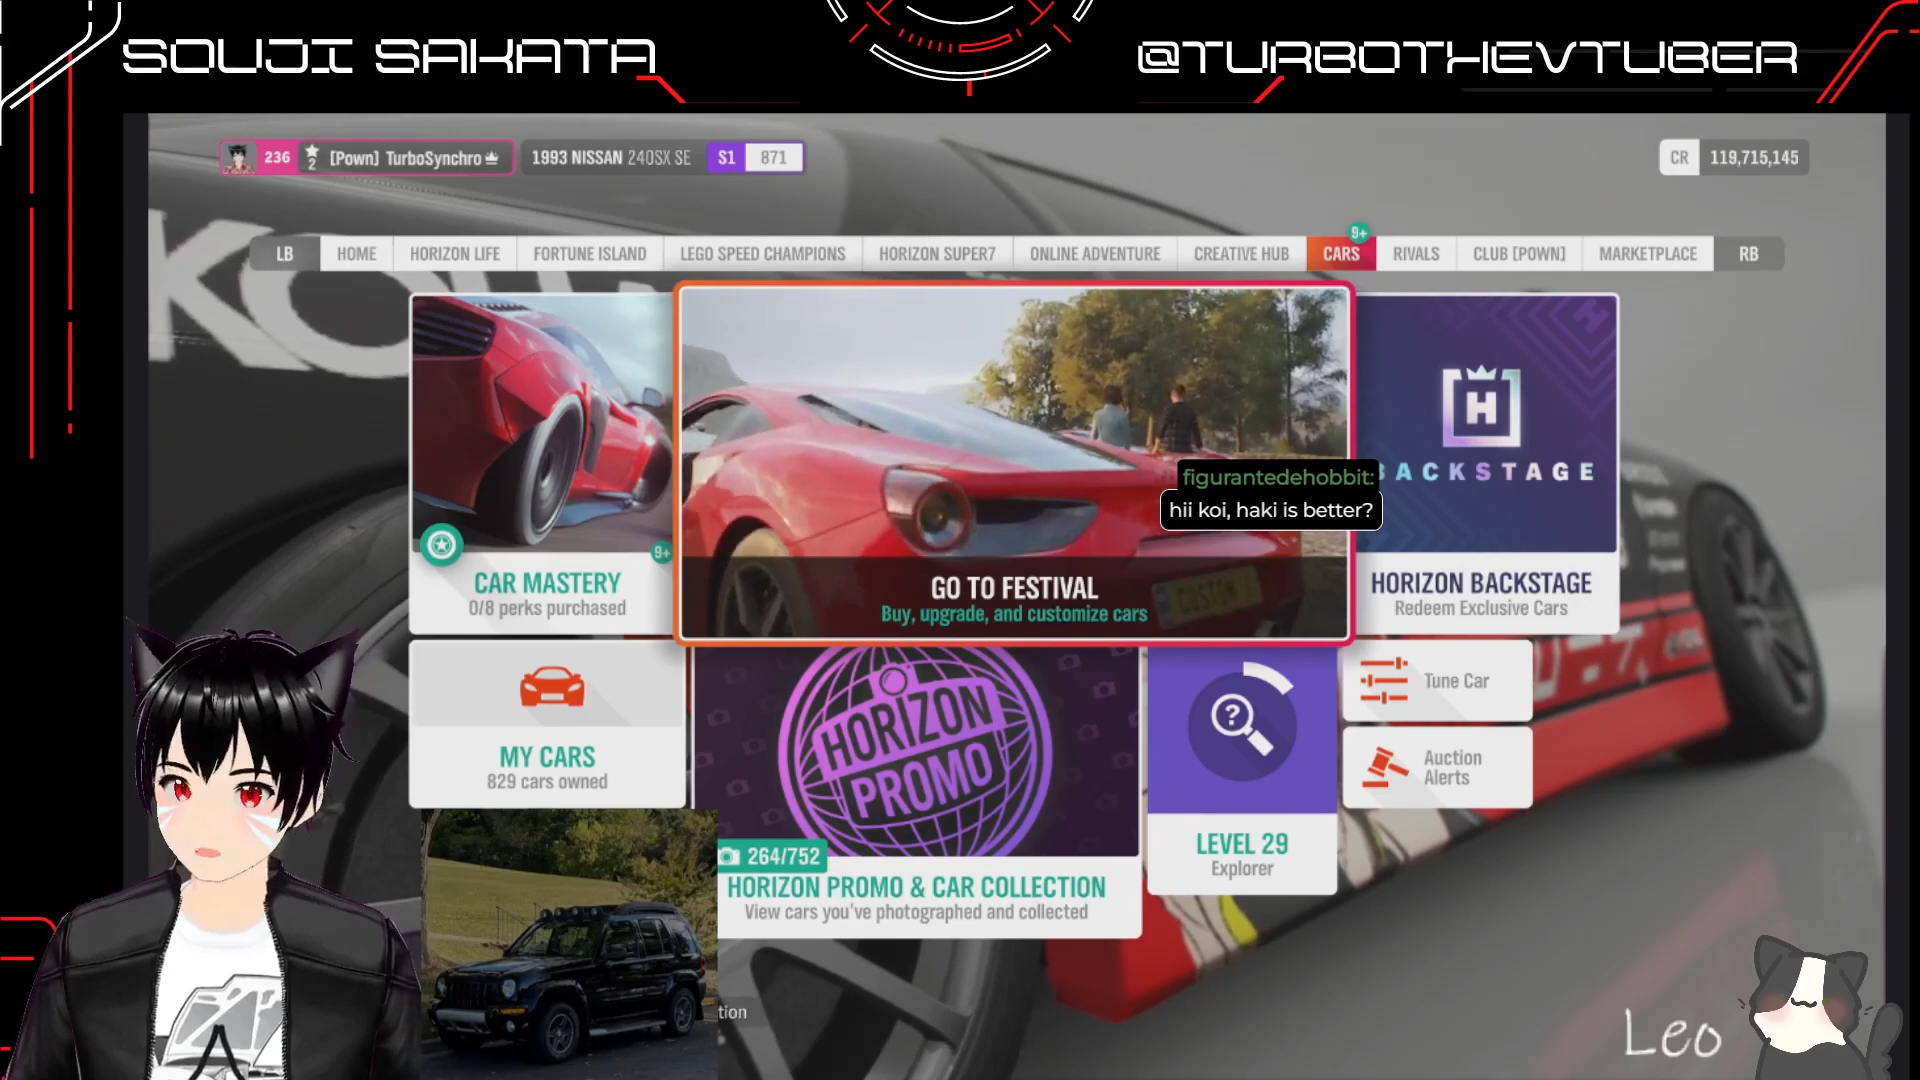 SOUJI SAKATA
@TURBOTHEVTUBER
236 2 [Pown] TurboSynchro 1993 NISSAN 240SX SE S1 871
CR 119,715,145
9+
LB HOME HORIZON LIFE FORTUNE ISLAND LEGO SPEED CHAMPIONS HORIZON SUPER7 ONLINE ADVENTURE CREATIVE HUB CARS RIVALS CLUB [POWN] MARKETPLACE RB
KO
9+
CAR MASTERY
0/8 perks purchased
figurantedehobbit:
hii koi, haki is better?
CUSTOM
GO TO FESTIVAL
Buy, upgrade, and customize cars
H
BACKSTAGE
HORIZON BACKSTAGE
Redeem Exclusive Cars
MY CARS
829 cars owned
HORIZON
PROMO
264/752
HORIZON PROMO & CAR COLLECTION
View cars you've photographed and collected
?
LEVEL 29
Explorer
Tune Car
Auction
Alerts
tion
Leo